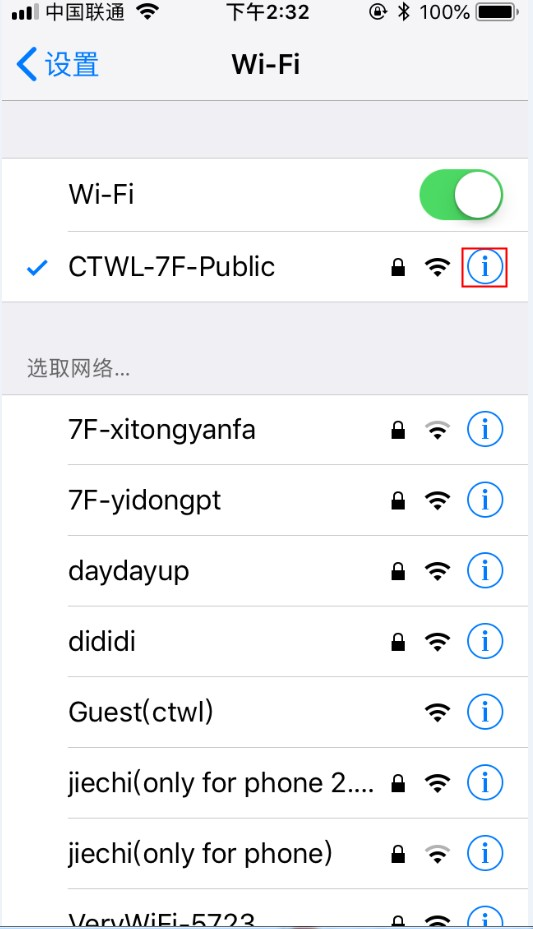 中国联通 下午2:32 100%
设置 Wi-Fi
Wi-Fi
CTWL-7F-Public
选取网络...
7F-xitongyanfa
7F-yidongpt
daydayup
dididi
Guest(ctwl)
jiechi(only for phone 2....
jiechi(only for phone)
VeryWiFi-5723